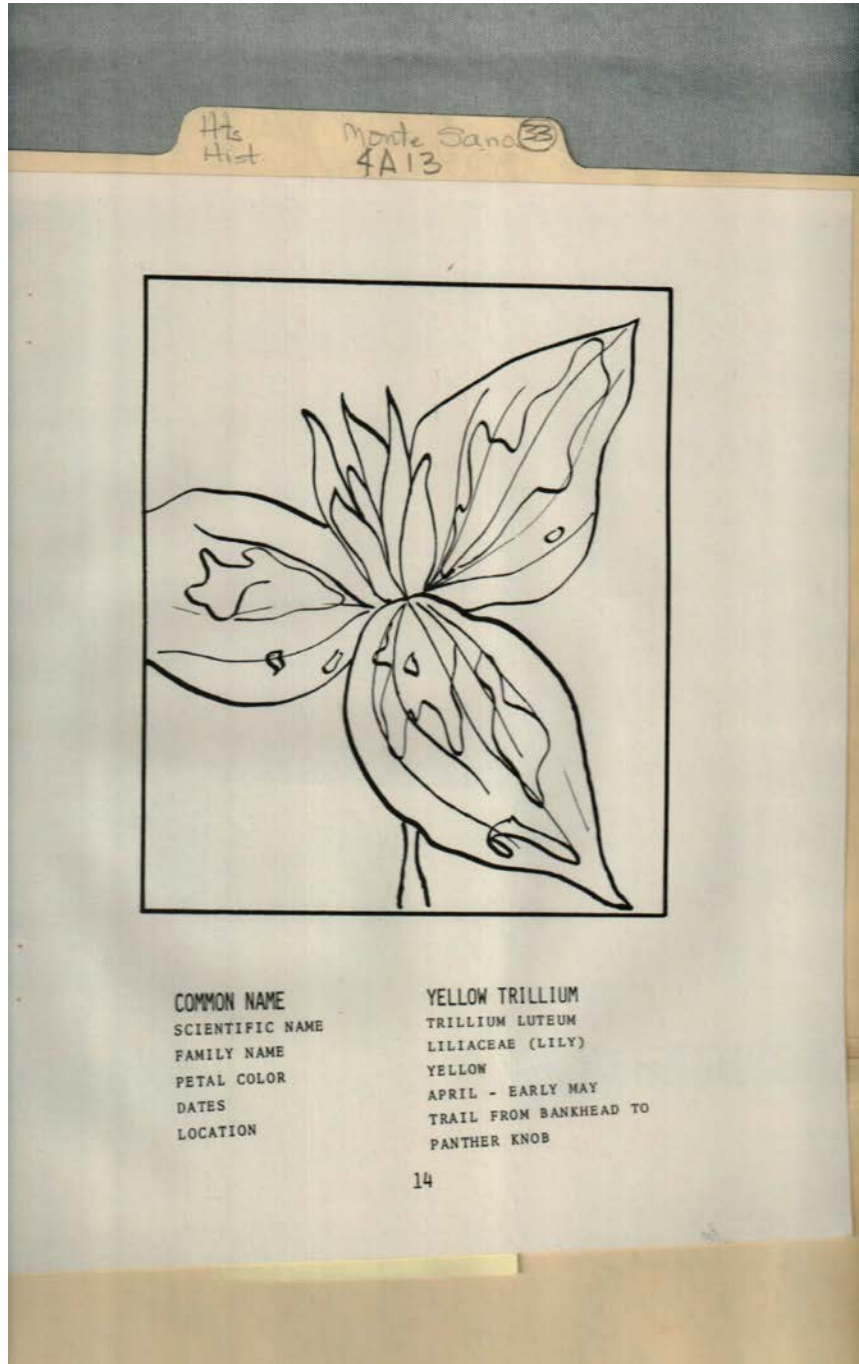 Hts Monte Sano 33
Hist. 4A13
COMMON NAME YELLOW TRILLIUM
SCIENTIFIC NAME TRILLIUM LUTEUM
FAMILY NAME LILIACEAE (LILY)
PETAL COLOR YELLOW
DATES APRIL - EARLY MAY
LOCATION TRAIL FROM BANKHEAD TO
PANTHER KNOB
14